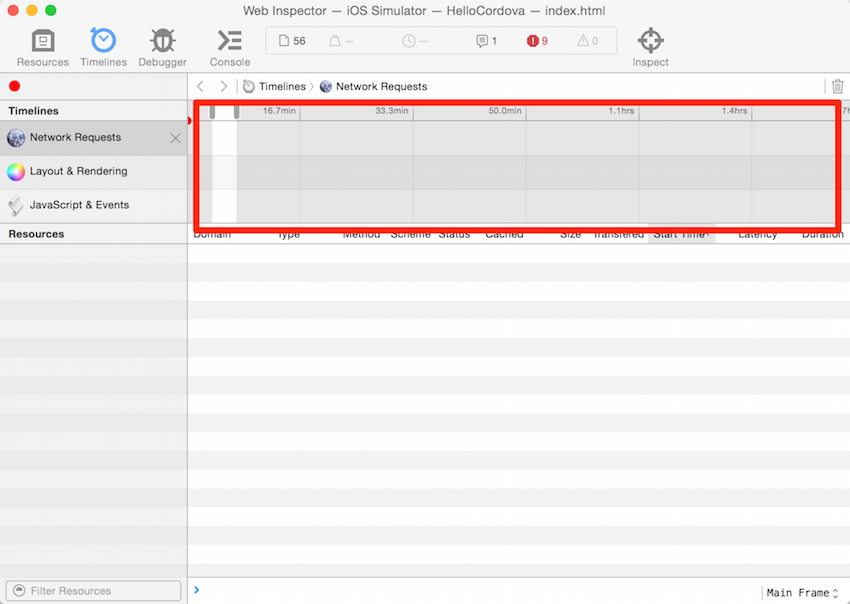 Web Inspector — iOS Simulator — HelloCordova — index.html
56 — — 1 9 0
Resources Timelines Debugger Console Inspect
Timelines Network Requests
Timelines
16.7min 33.3min 50.0min 1.1hrs 1.4hrs
Network Requests
Layout & Rendering
JavaScript & Events
Resources
Domain Type Method Scheme Status Cached Size Transfered Start Time Latency Duration
Filter Resources
Main Frame